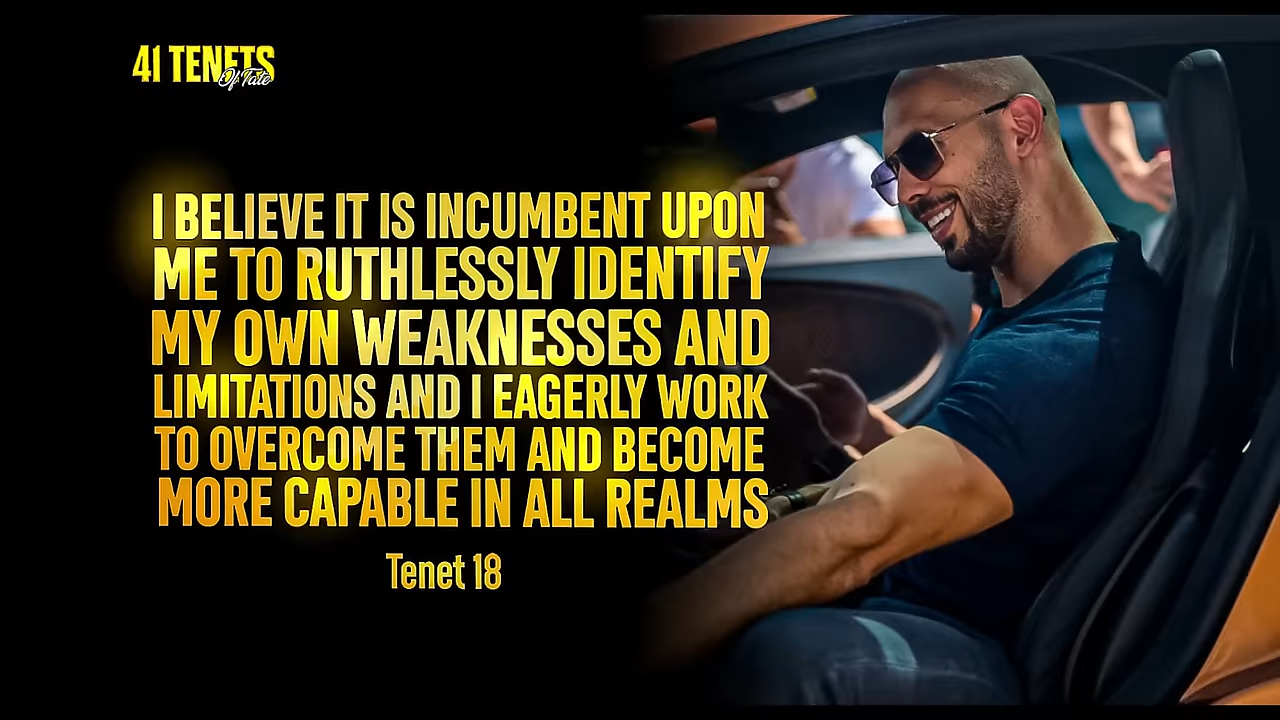 41 TENETS
Of Tate
I BELIEVE IT IS INCUMBENT UPON
ME TO RUTHLESSLY IDENTIFY
MY OWN WEAKNESSES AND
LIMITATIONS AND I EAGERLY WORK
TO OVERCOME THEM AND BECOME
MORE CAPABLE IN ALL REALMS
Tenet 18